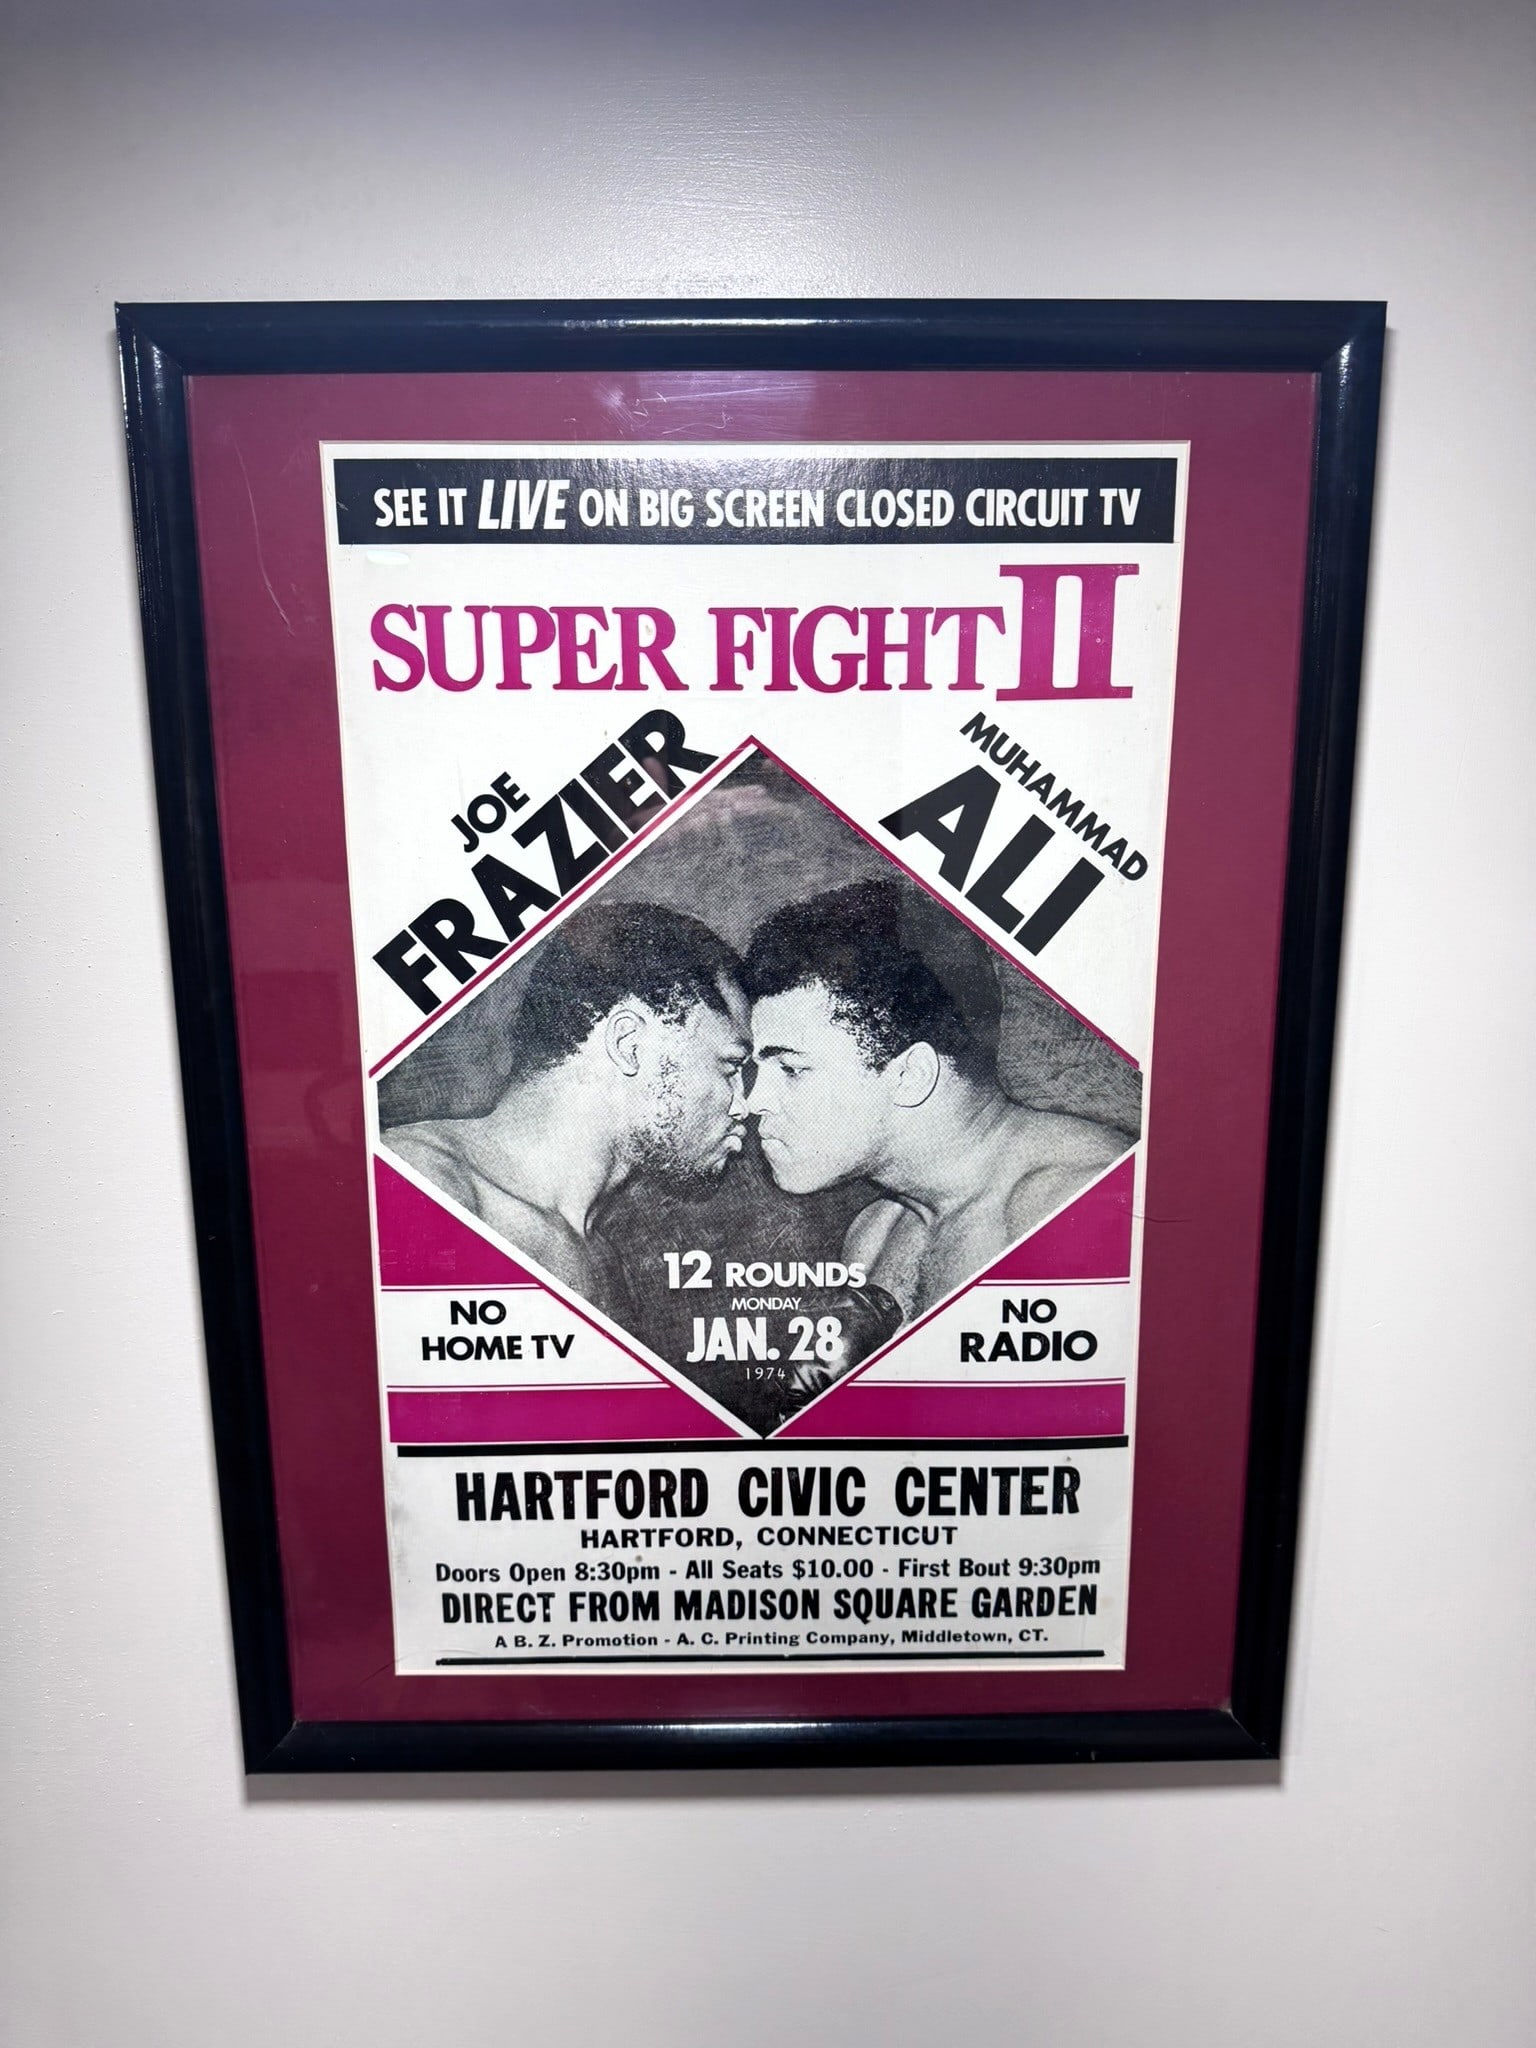 SEE IT LIVE ON BIG SCREEN CLOSED CIRCUIT TV
SUPER FIGHT II
JOE
FRAZIER
MUHAMMAD
ALI
12 ROUNDS
MONDAY
JAN. 28
1974
NO
HOME TV
NO
RADIO
HARTFORD CIVIC CENTER
HARTFORD, CONNECTICUT
Doors Open 8:30pm - All Seats $10.00 - First Bout 9:30pm
DIRECT FROM MADISON SQUARE GARDEN
A B. Z. Promotion - A. C. Printing Company, Middletown, CT.